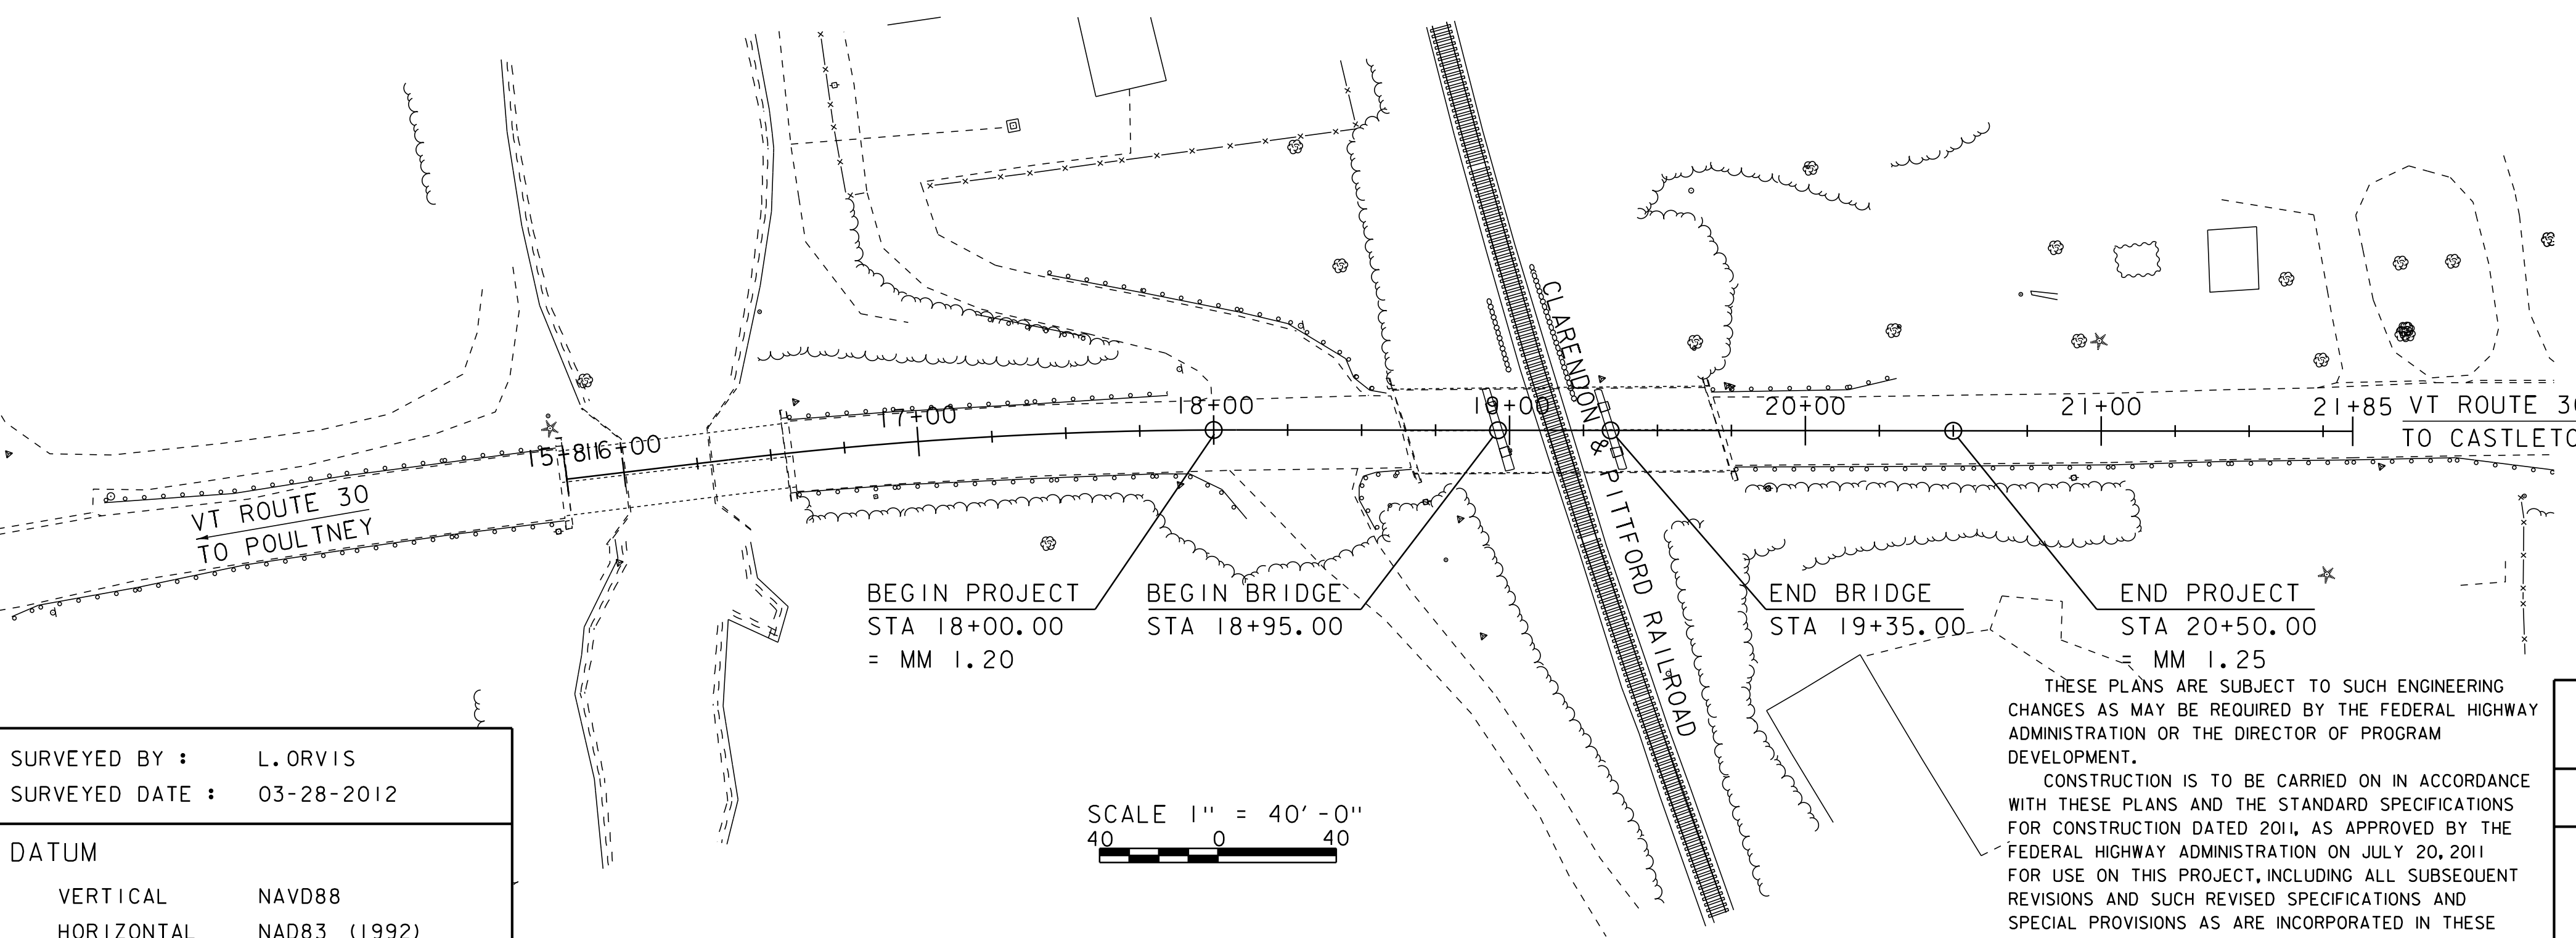 CLARENDON & PITTFORD RAILROAD
15+81
16+00
17+00
18+00
19+00
20+00
21+00
21+85
VT ROUTE 30
TO POULTNEY
VT ROUTE 30
TO CASTLETO
BEGIN PROJECT
STA 18+00.00
= MM 1.20
BEGIN BRIDGE
STA 18+95.00
END BRIDGE
STA 19+35.00
END PROJECT
STA 20+50.00
= MM 1.25
THESE PLANS ARE SUBJECT TO SUCH ENGINEERING
CHANGES AS MAY BE REQUIRED BY THE FEDERAL HIGHWAY
ADMINISTRATION OR THE DIRECTOR OF PROGRAM
DEVELOPMENT.
CONSTRUCTION IS TO BE CARRIED ON IN ACCORDANCE
WITH THESE PLANS AND THE STANDARD SPECIFICATIONS
FOR CONSTRUCTION DATED 2011, AS APPROVED BY THE
FEDERAL HIGHWAY ADMINISTRATION ON JULY 20, 2011
FOR USE ON THIS PROJECT, INCLUDING ALL SUBSEQUENT
REVISIONS AND SUCH REVISED SPECIFICATIONS AND
SPECIAL PROVISIONS AS ARE INCORPORATED IN THESE
SURVEYED BY : L. ORVIS
SURVEYED DATE : 03-28-2012
DATUM
VERTICAL NAVD88
HORIZONTAL NAD83 (1992)
SCALE 1" = 40'-0"
40 0 40